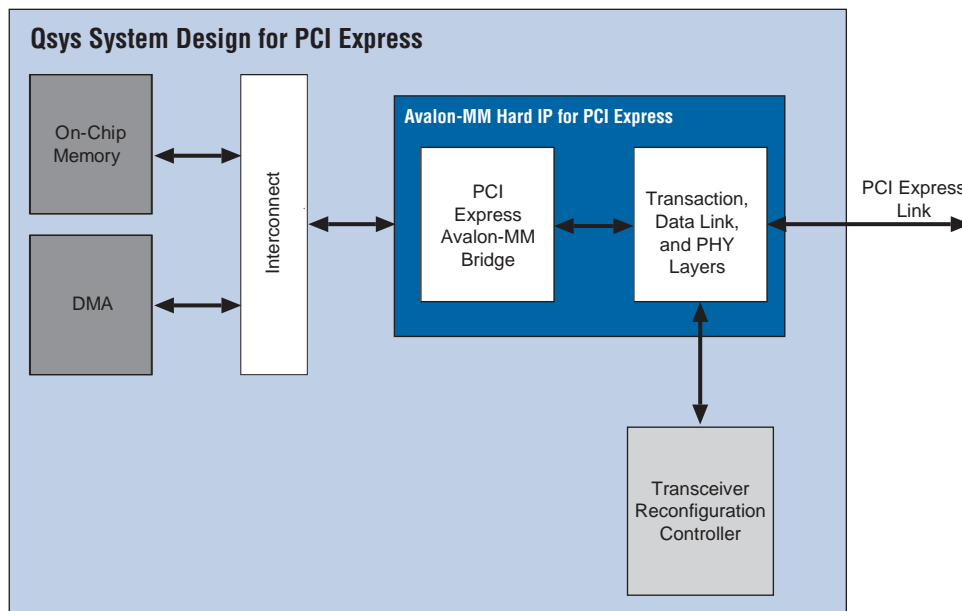 Qsys System Design for PCI Express
On-Chip
Memory
DMA
Interconnect
Avalon-MM Hard IP for PCI Express
PCI
Express
Avalon-MM
Bridge
Transaction,
Data Link,
and PHY
Layers
PCI Express
Link
Transceiver
Reconfiguration
Controller